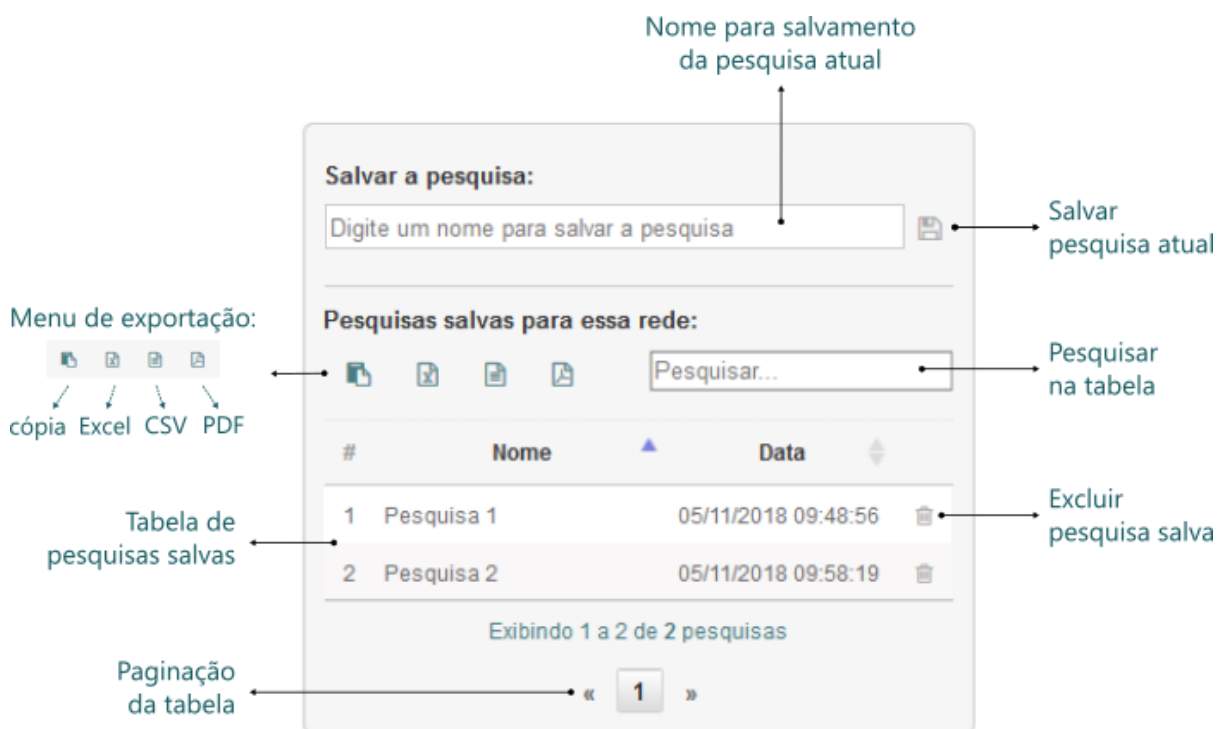 Nome para salvamento
da pesquisa atual
Salvar a pesquisa:
Digite um nome para salvar a pesquisa
Salvar
pesquisa atual
Menu de exportação:
cópia Excel CSV PDF
Pesquisas salvas para essa rede:
Pesquisar...
Pesquisar
na tabela
# Nome Data
1 Pesquisa 1 05/11/2018 09:48:56
2 Pesquisa 2 05/11/2018 09:58:19
Excluir
pesquisa salva
Tabela de
pesquisas salvas
Exibindo 1 a 2 de 2 pesquisas
Paginação
da tabela
« 1 »